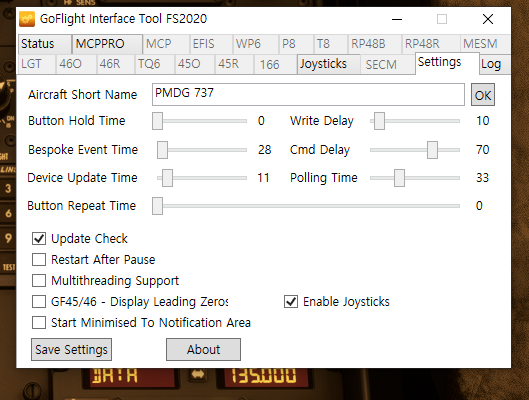 GoFlight Interface Tool FS2020
Status MCPPRO MCP EFIS WP6 P8 T8 RP48B RP48R MESM
LGT 46O 46R TQ6 45O 45R 166 Joysticks SECM Settings Log
Aircraft Short Name PMDG 737 OK
Button Hold Time 0 Write Delay 10
Bespoke Event Time 28 Cmd Delay 70
Device Update Time 11 Polling Time 33
Button Repeat Time 0
Update Check
Restart After Pause
Multithreading Support
GF45/46 - Display Leading Zeros Enable Joysticks
Start Minimised To Notification Area
Save Settings About
3
6
9
TEST
DATA 135.000